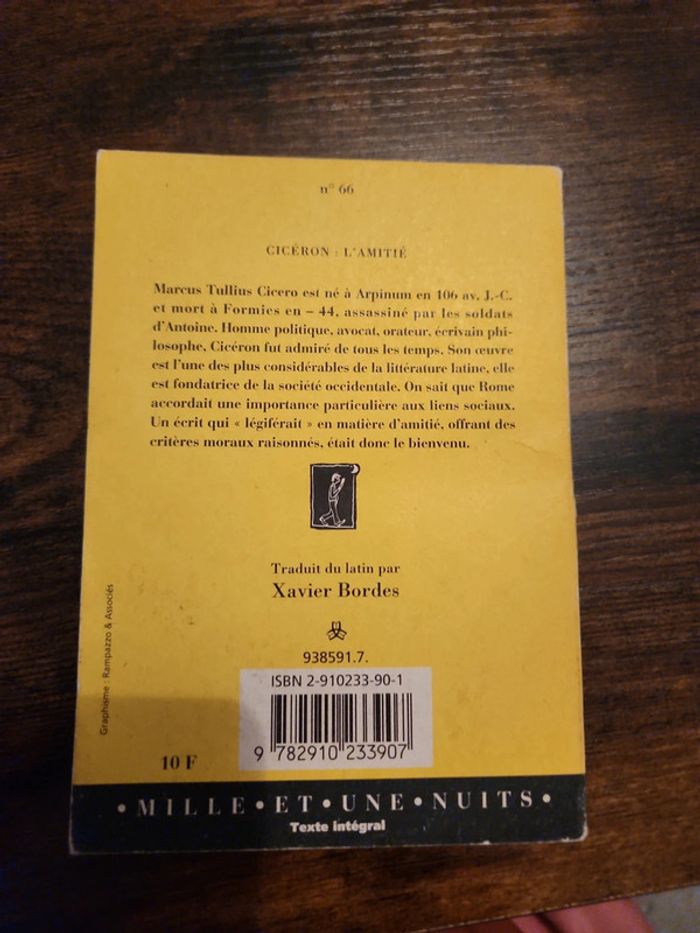 n° 66
CICÉRON : L'AMITIÉ
Marcus Tullius Cicero est né à Arpinum en 106 av. J.-C.
et mort à Formies en – 44, assassiné par les soldats
d'Antoine. Homme politique, avocat, orateur, écrivain phi-
losophe, Cicéron fut admiré de tous les temps. Son œuvre
est l'une des plus considérables de la littérature latine, elle
est fondatrice de la société occidentale. On sait que Rome
accordait une importance particulière aux liens sociaux.
Un écrit qui « légiférait » en matière d'amitié, offrant des
critères moraux raisonnés, était donc le bienvenu.
Traduit du latin par
Xavier Bordes
Graphisme : Rampazzo & Associés
938591.7.
ISBN 2-910233-90-1
9 782910 233907
10 F
• MILLE • ET • UNE • NUITS •
Texte intégral